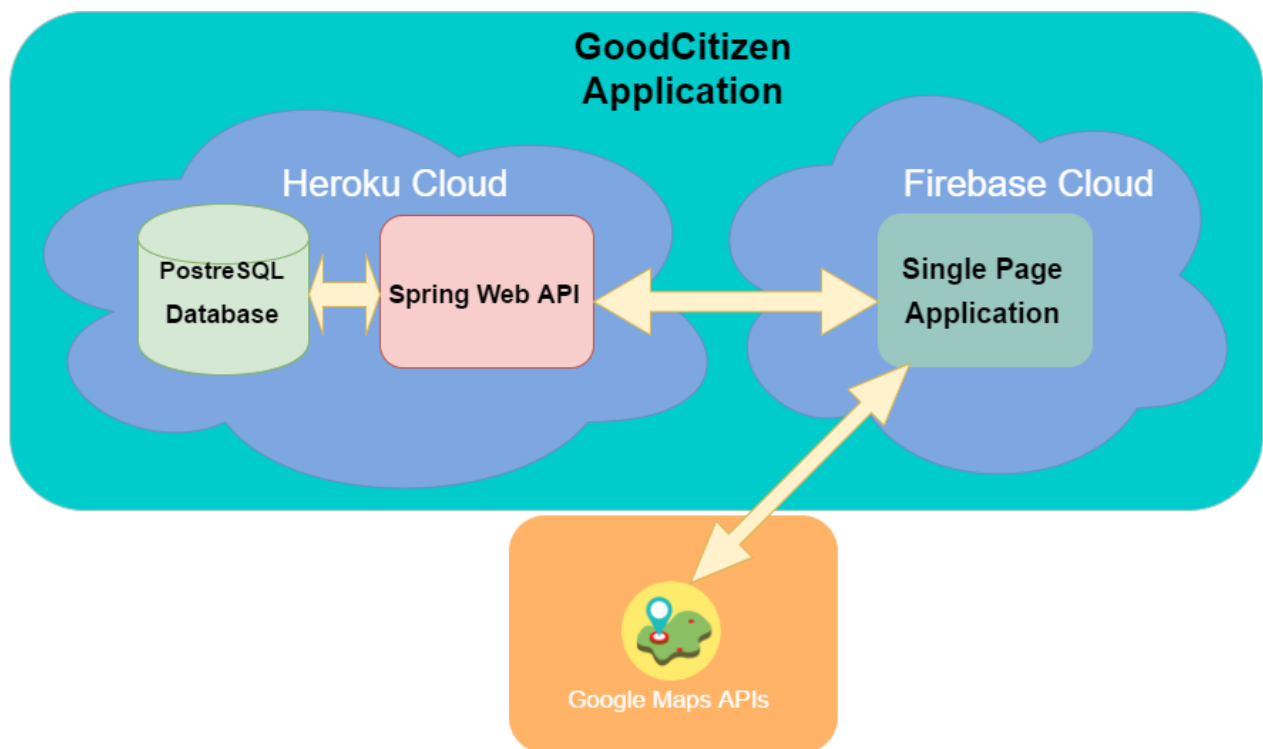 GoodCitizen
Application
Heroku Cloud
Firebase Cloud
PostreSQL
Database
Spring Web API
Single Page
Application
Google Maps APIs